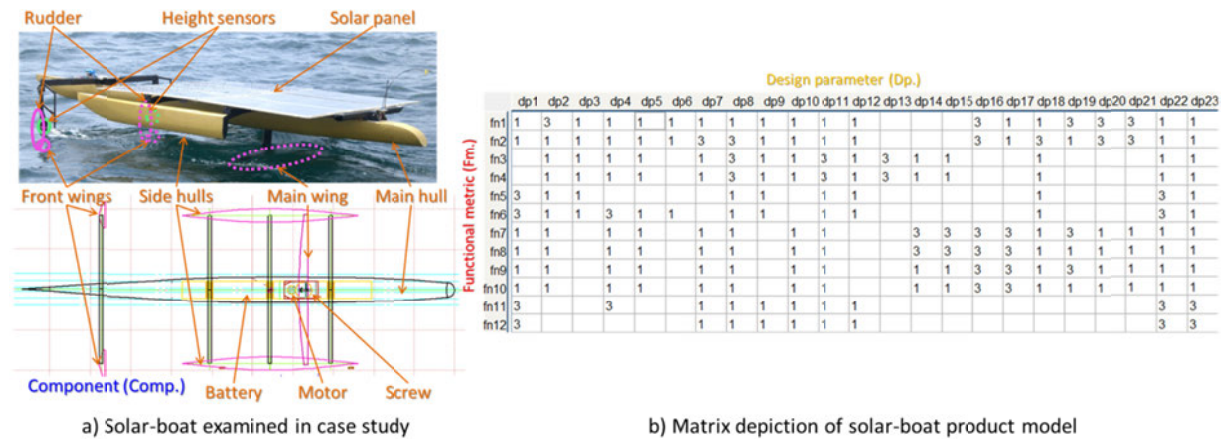 Rudder Height sensors Solar panel
Front wings Side hulls Main wing Main hull
Component (Comp.) Battery Motor Screw
a) Solar-boat examined in case study
Design parameter (Dp.)
Functional metric (Fm.)
dp1 dp2 dp3 dp4 dp5 dp6 dp7 dp8 dp9 dp10 dp11 dp12 dp13 dp14 dp15 dp16 dp17 dp18 dp19 dp20 dp21 dp22 dp23
fn1 1 3 1 1 1 1 1 1 1 1 1 1 3 1 1 3 3 3 1 1
fn2 1 1 1 1 1 1 3 3 1 1 1 1 3 1 3 1 3 3 1 1
fn3 1 1 1 1 1 3 1 1 3 1 3 1 1 1 1 1
fn4 1 1 1 1 1 3 1 1 3 1 3 1 1 1 1 1
fn5 3 1 1 1 1 1 1 1 3 1
fn6 3 1 1 3 1 1 1 1 1 1 1 3 1
fn7 1 1 1 1 1 1 1 1 3 3 3 3 1 3 1 1 1 1
fn8 1 1 1 1 1 1 1 1 3 3 3 3 1 1 1 1 1 1
fn9 1 1 1 1 1 1 1 1 1 1 3 3 1 3 1 1 1 1
fn10 1 1 1 1 1 1 1 1 1 1 3 3 1 1 1 1 1 1
fn11 3 3 1 1 1 1 1 1 3 3
fn12 3 1 1 1 1 1 1 3 3
b) Matrix depiction of solar-boat product model